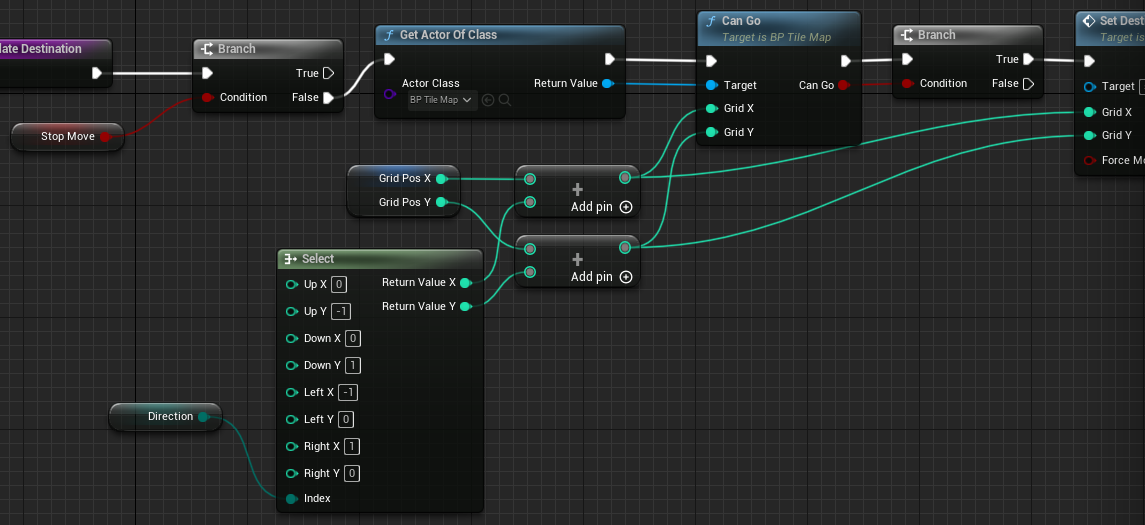 late Destination
Branch
True
Condition
False
Stop Move
Get Actor Of Class
Actor Class
BP Tile Map
Return Value
Can Go
Target is BP Tile Map
Target
Can Go
Grid X
Grid Y
Branch
True
Condition
False
Set Dest
Target is
Target
Grid X
Grid Y
Force Mo
Grid Pos X
Grid Pos Y
Add pin
Add pin
Select
Up X 0
Return Value X
Up Y -1
Return Value Y
Down X 0
Down Y 1
Left X -1
Left Y 0
Right X 1
Right Y 0
Index
Direction